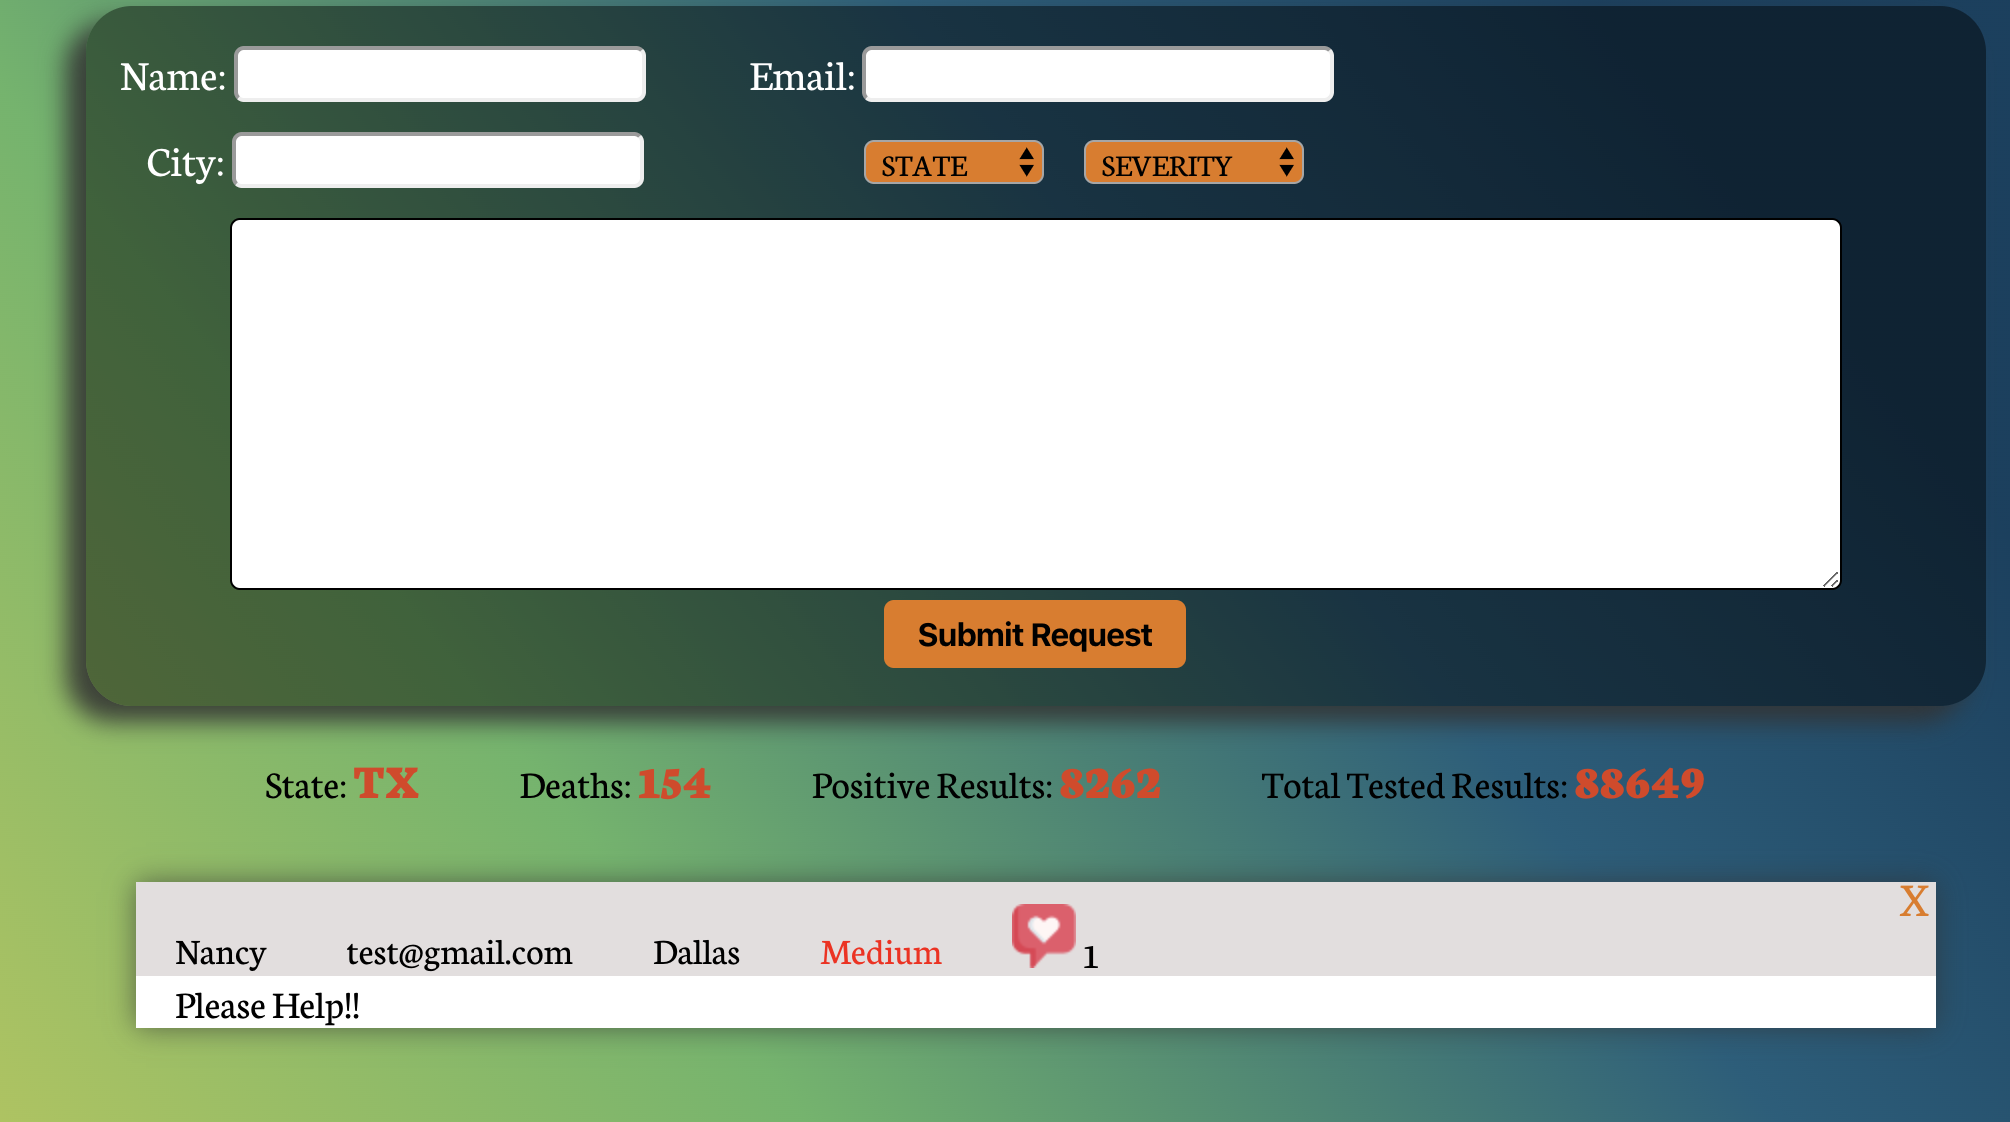 Name: Email:
City: STATE SEVERITY
Submit Request
State: TX Deaths: 154 Positive Results: 8262 Total Tested Results: 88649
X
Nancy test@gmail.com Dallas Medium 1
Please Help!!